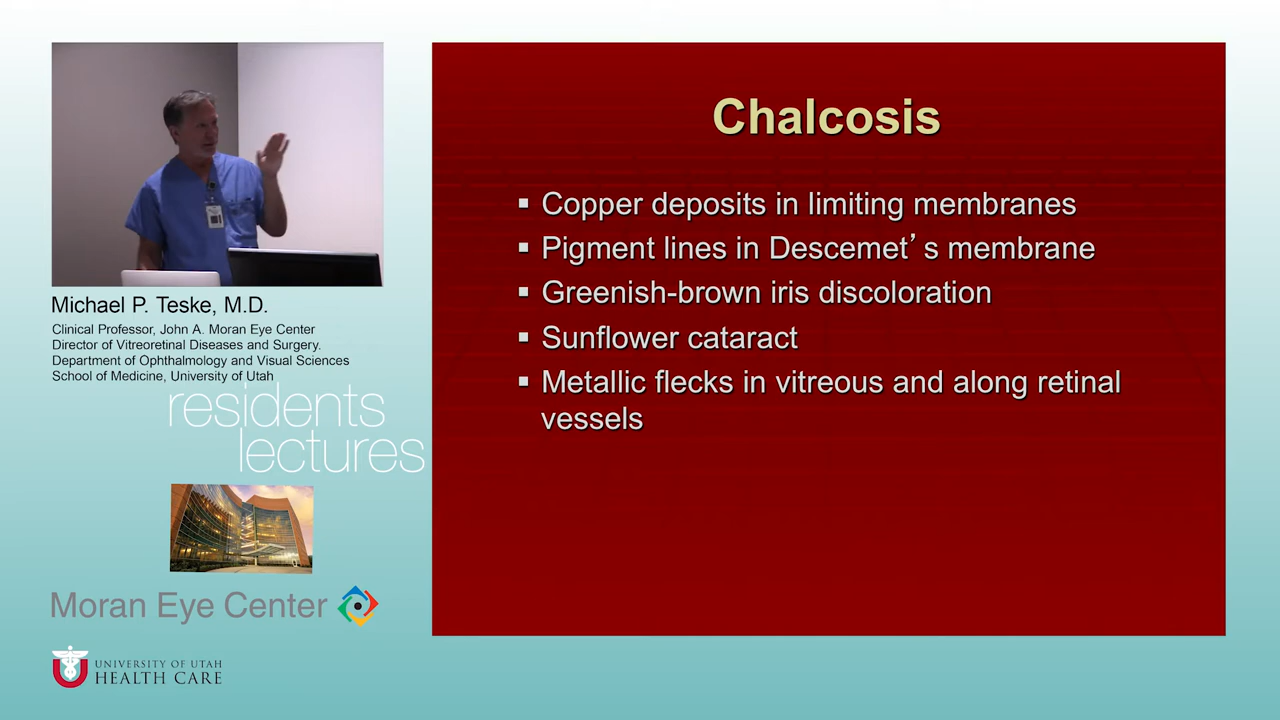 Michael P. Teske, M.D.
Clinical Professor, John A. Moran Eye Center
Director of Vitreoretinal Diseases and Surgery.
Department of Ophthalmology and Visual Sciences
School of Medicine, University of Utah
residents
lectures
Moran Eye Center
UNIVERSITY OF UTAH
HEALTH CARE
Chalcosis
▪ Copper deposits in limiting membranes
▪ Pigment lines in Descemet’s membrane
▪ Greenish-brown iris discoloration
▪ Sunflower cataract
▪ Metallic flecks in vitreous and along retinal
vessels